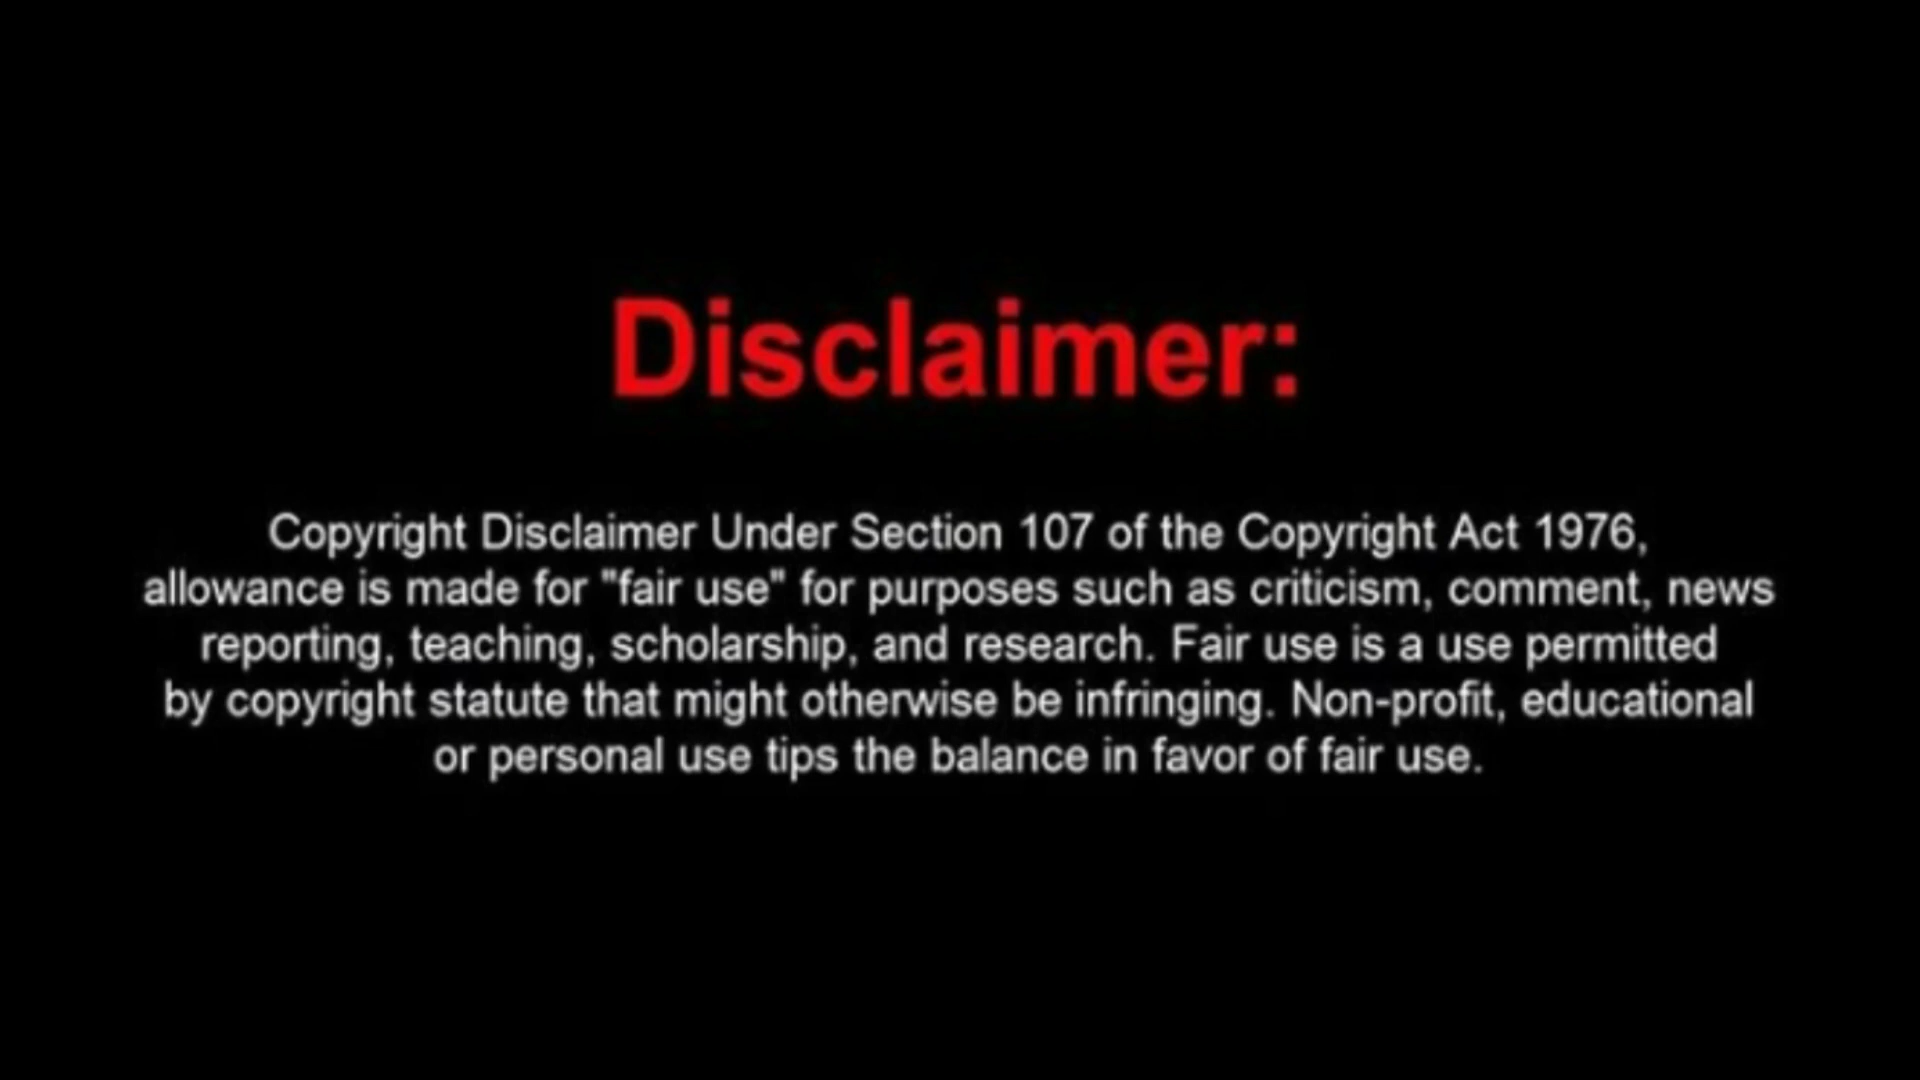 Disclaimer:
Copyright Disclaimer Under Section 107 of the Copyright Act 1976,
allowance is made for "fair use" for purposes such as criticism, comment, news
reporting, teaching, scholarship, and research. Fair use is a use permitted
by copyright statute that might otherwise be infringing. Non-profit, educational
or personal use tips the balance in favor of fair use.